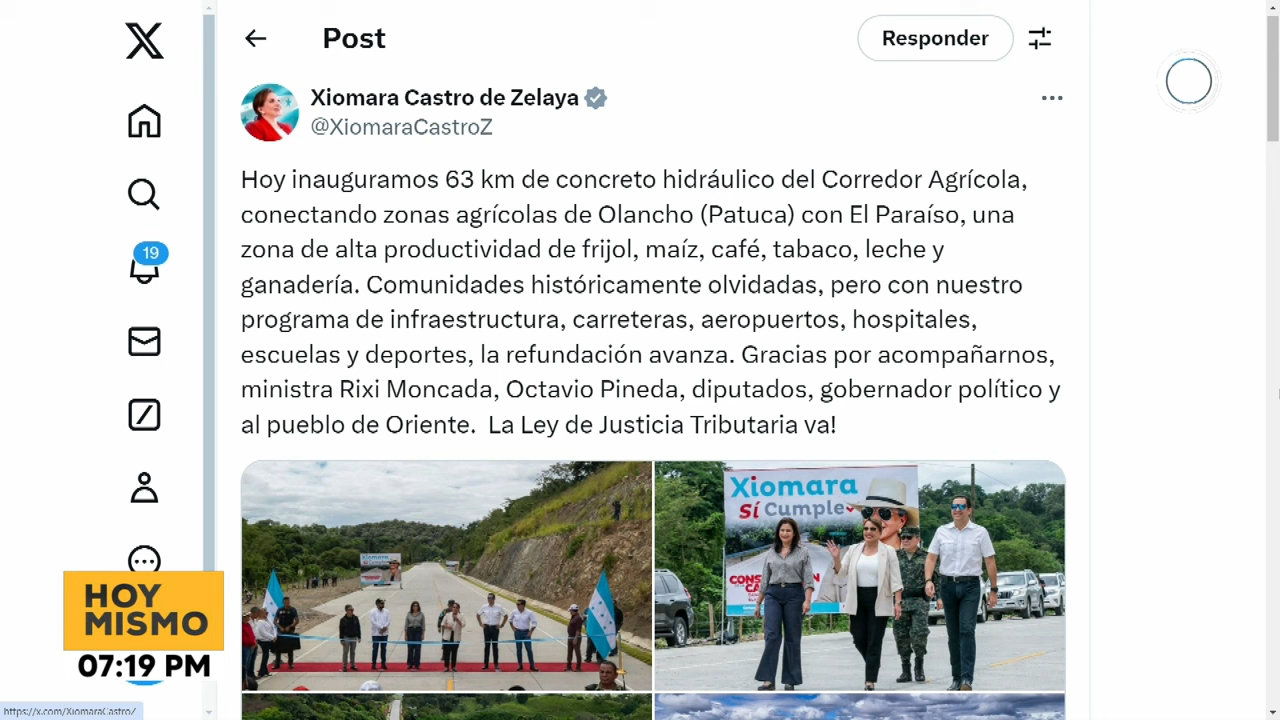 Post
Responder
Xiomara Castro de Zelaya
@XiomaraCastroZ
Hoy inauguramos 63 km de concreto hidráulico del Corredor Agrícola,
conectando zonas agrícolas de Olancho (Patuca) con El Paraíso, una
zona de alta productividad de frijol, maíz, café, tabaco, leche y
ganadería. Comunidades históricamente olvidadas, pero con nuestro
programa de infraestructura, carreteras, aeropuertos, hospitales,
escuelas y deportes, la refundación avanza. Gracias por acompañarnos,
ministra Rixi Moncada, Octavio Pineda, diputados, gobernador político y
al pueblo de Oriente.  La Ley de Justicia Tributaria va!
19
Xiomara
Sí Cumple
Xiomara
HOY
MISMO
07:19 PM
https://x.com/XiomaraCastroZ